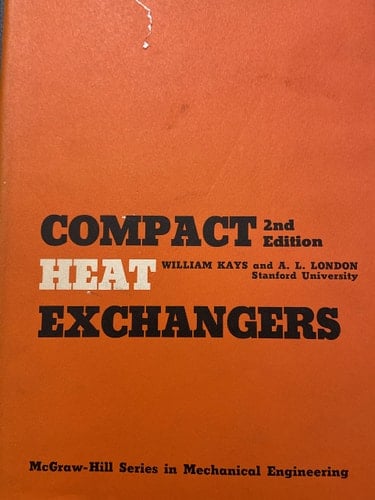 COMPACT 2nd Edition
HEAT WILLIAM KAYS and A. L. LONDON
Stanford University
EXCHANGERS
McGraw-Hill Series in Mechanical Engineering